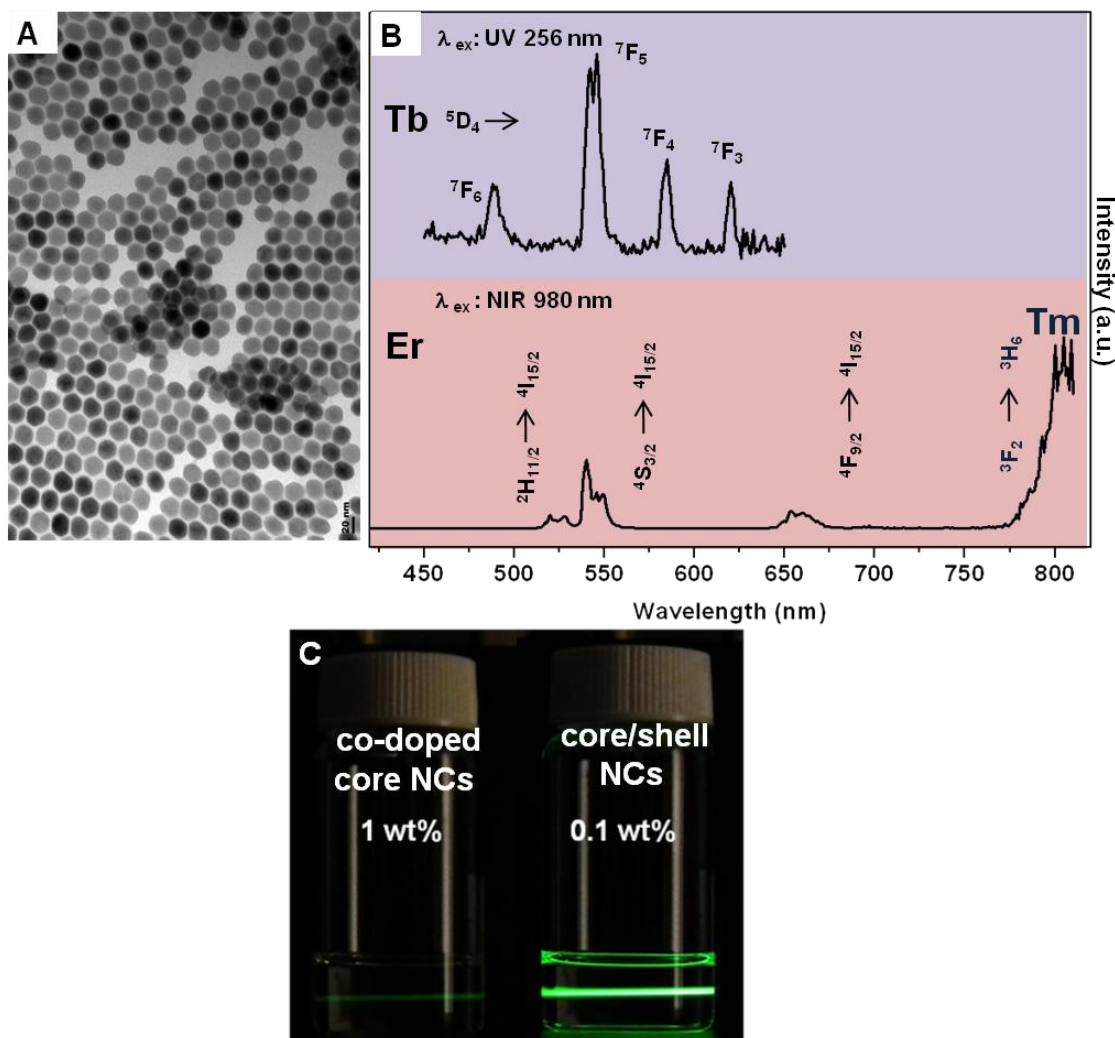 A
20 nm
B
λ ex : UV 256 nm
⁷F₅
Tb
⁵D₄ →
⁷F₆
⁷F₄
⁷F₃
λ ex : NIR 980 nm
Er
²H₁₁/₂ → ⁴I₁₅/₂
⁴S₃/₂ → ⁴I₁₅/₂
⁴F₉/₂ → ⁴I₁₅/₂
³F₂ → ³H₆
Tm
Intensity (a.u.)
450 500 550 600 650 700 750 800
Wavelength (nm)
C
co-doped
core NCs
1 wt%
core/shell
NCs
0.1 wt%